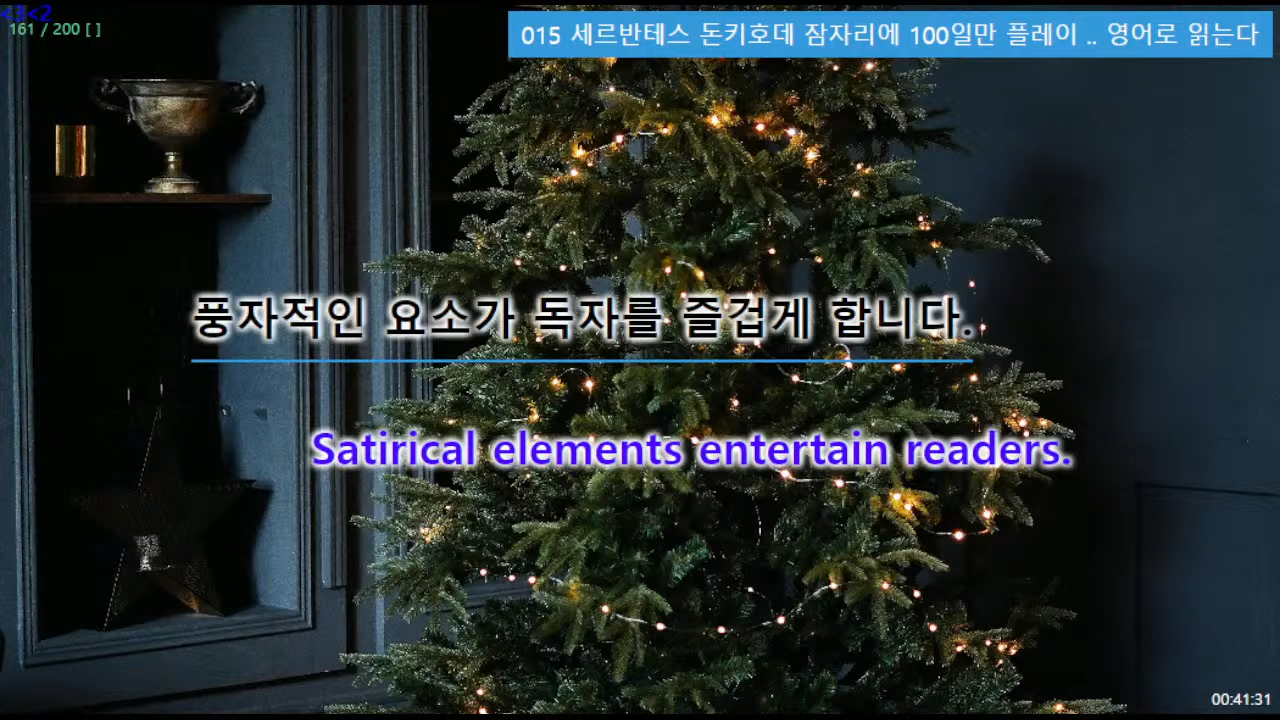 <3<2
161 / 200 [ ]
015 세르반테스 돈키호데 잠자리에 100일만 플레이 .. 영어로 읽는다
풍자적인 요소가 독자를 즐겁게 합니다.
Satirical elements entertain readers.
00:41:31